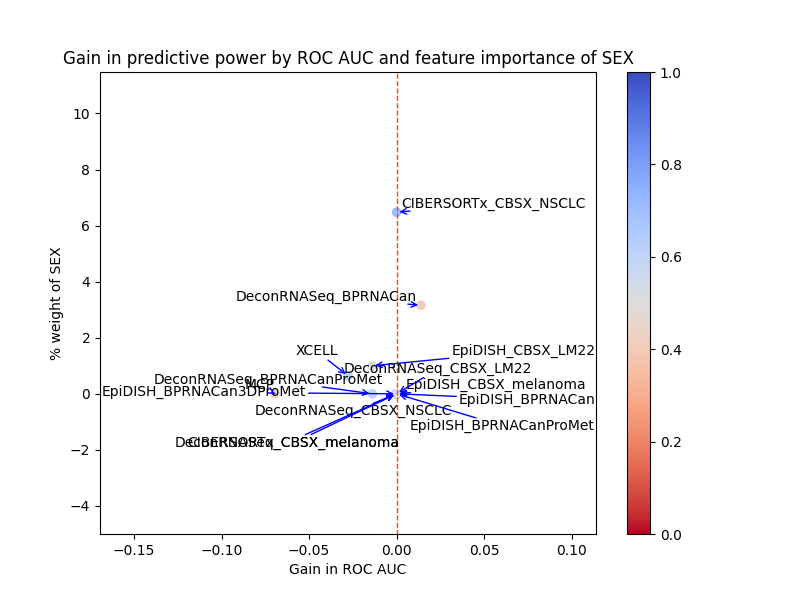 Gain in predictive power by ROC AUC and feature importance of SEX
10
8
6
4
2
0
−2
−4
% weight of SEX
CIBERSORTx_CBSX_NSCLC
DeconRNASeq_BPRNACan
XCELL
EpiDISH_CBSX_LM22
DeconRNASeq_CBSX_LM22
DeconRNASeq_BPRNACanProMet
MCP
EpiDISH_CBSX_melanoma
EpiDISH_BPRNACan3DProMet
EpiDISH_BPRNACan
DeconRNASeq_CBSX_NSCLC
EpiDISH_BPRNACanProMet
DeconRNASeq_CBSX_melanoma
CIBERSORTx_CBSX_melanoma
−0.15
−0.10
−0.05
0.00
0.05
0.10
Gain in ROC AUC
1.0
0.8
0.6
0.4
0.2
0.0